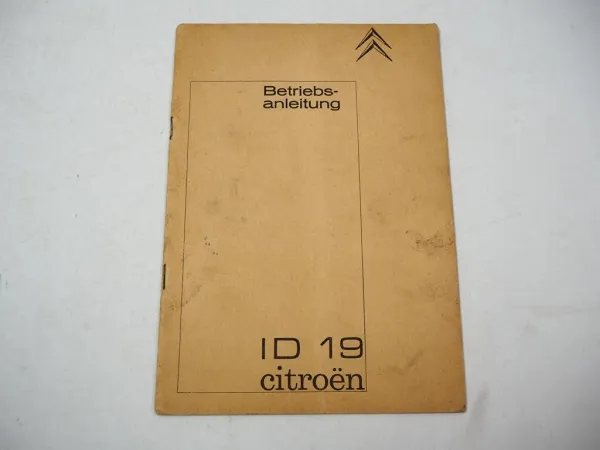 Betriebs-
anleitung
ID 19
citroën